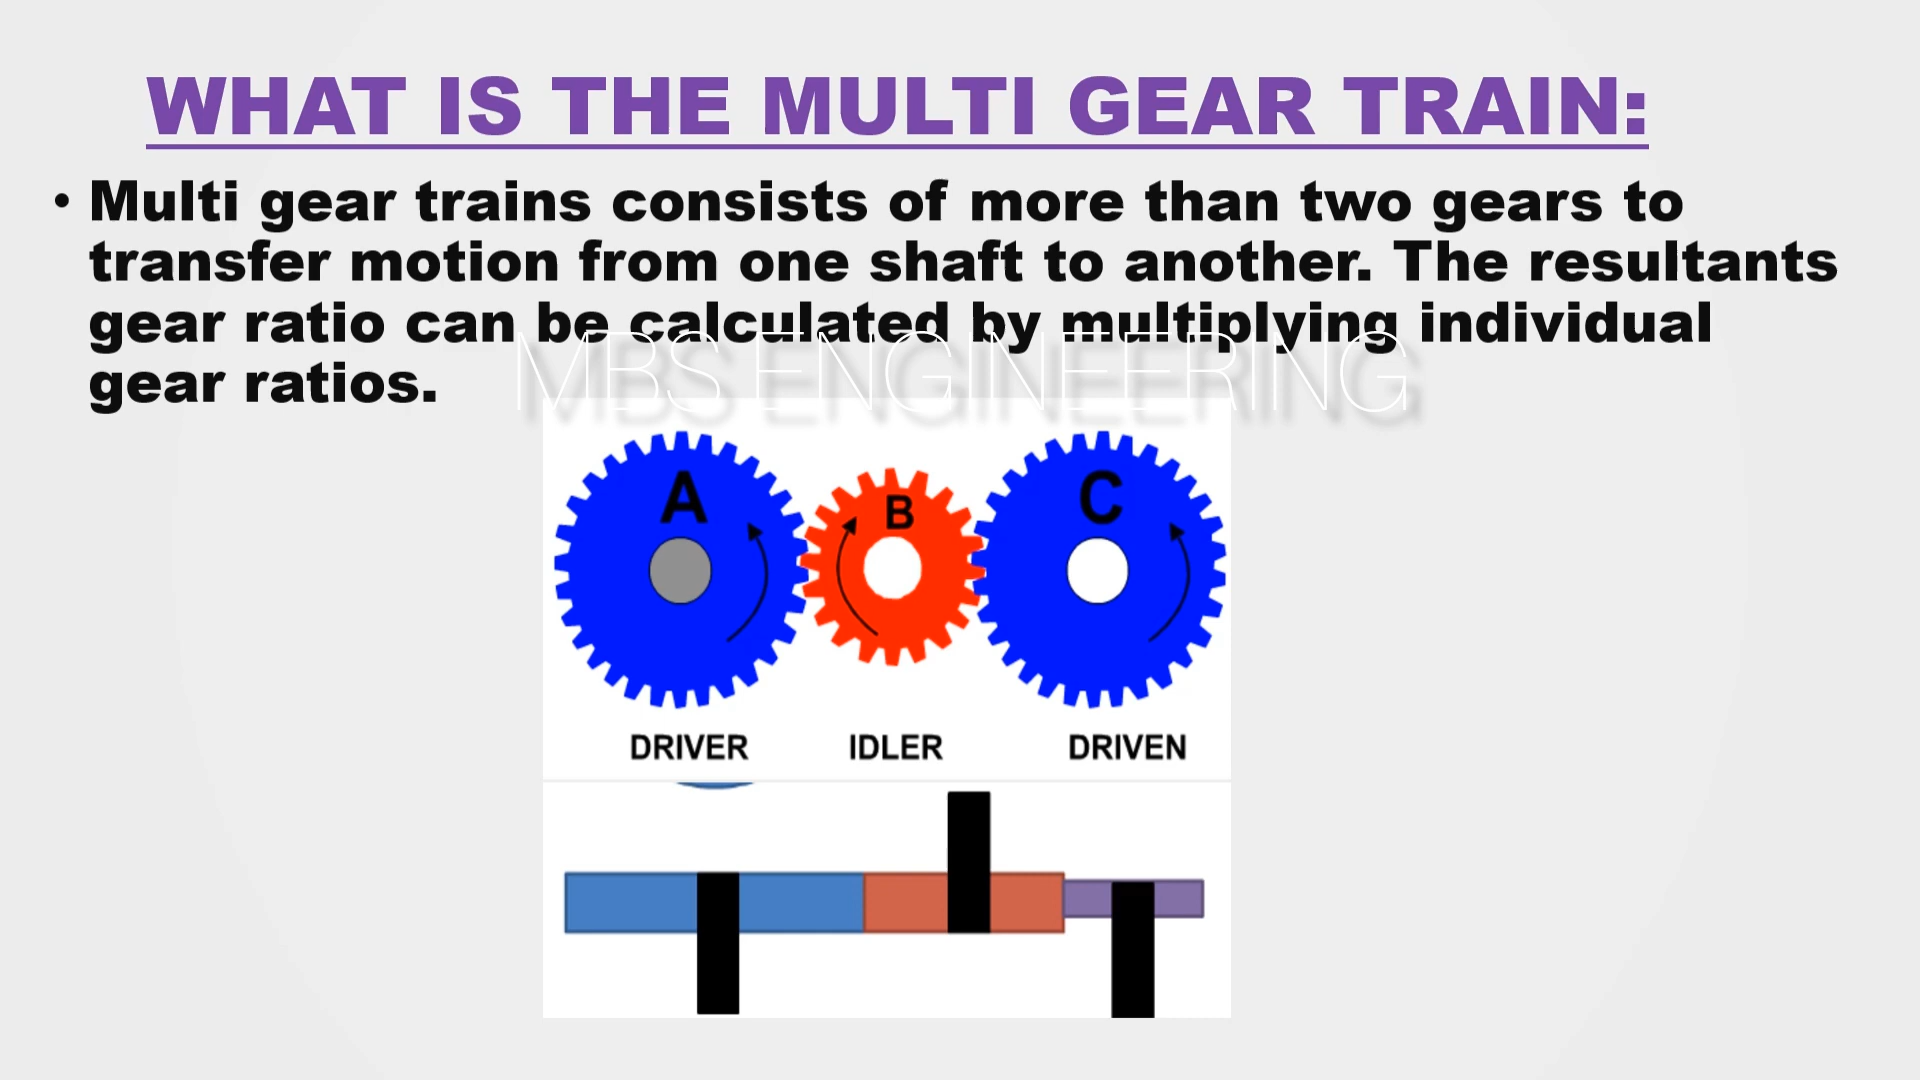 WHAT IS THE MULTI GEAR TRAIN:
• Multi gear trains consists of more than two gears to
transfer motion from one shaft to another. The resultants
gear ratio can be calculated by multiplying individual
gear ratios.
MBS ENGINEERING
A B C
DRIVER IDLER DRIVEN